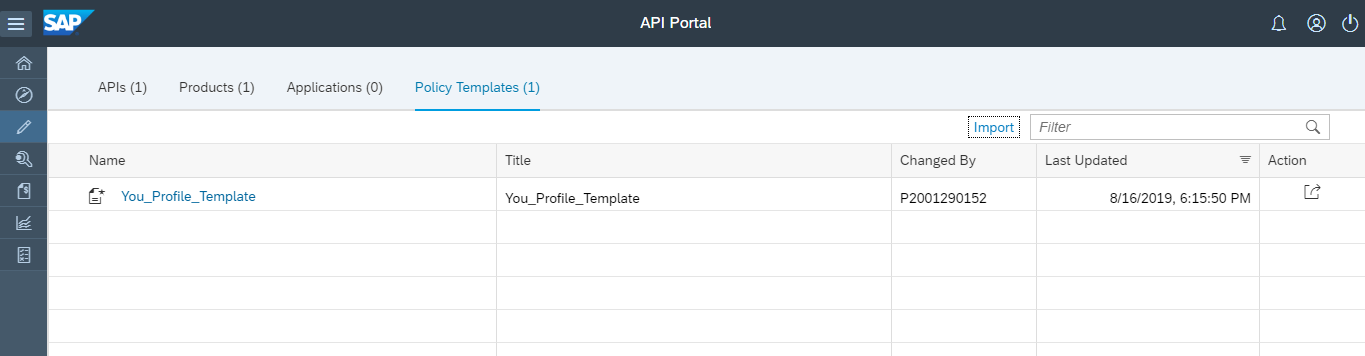 SAP API Portal
APIs (1) Products (1) Applications (0) Policy Templates (1)
Import Filter
Name Title Changed By Last Updated Action
You_Profile_Template You_Profile_Template P2001290152 8/16/2019, 6:15:50 PM